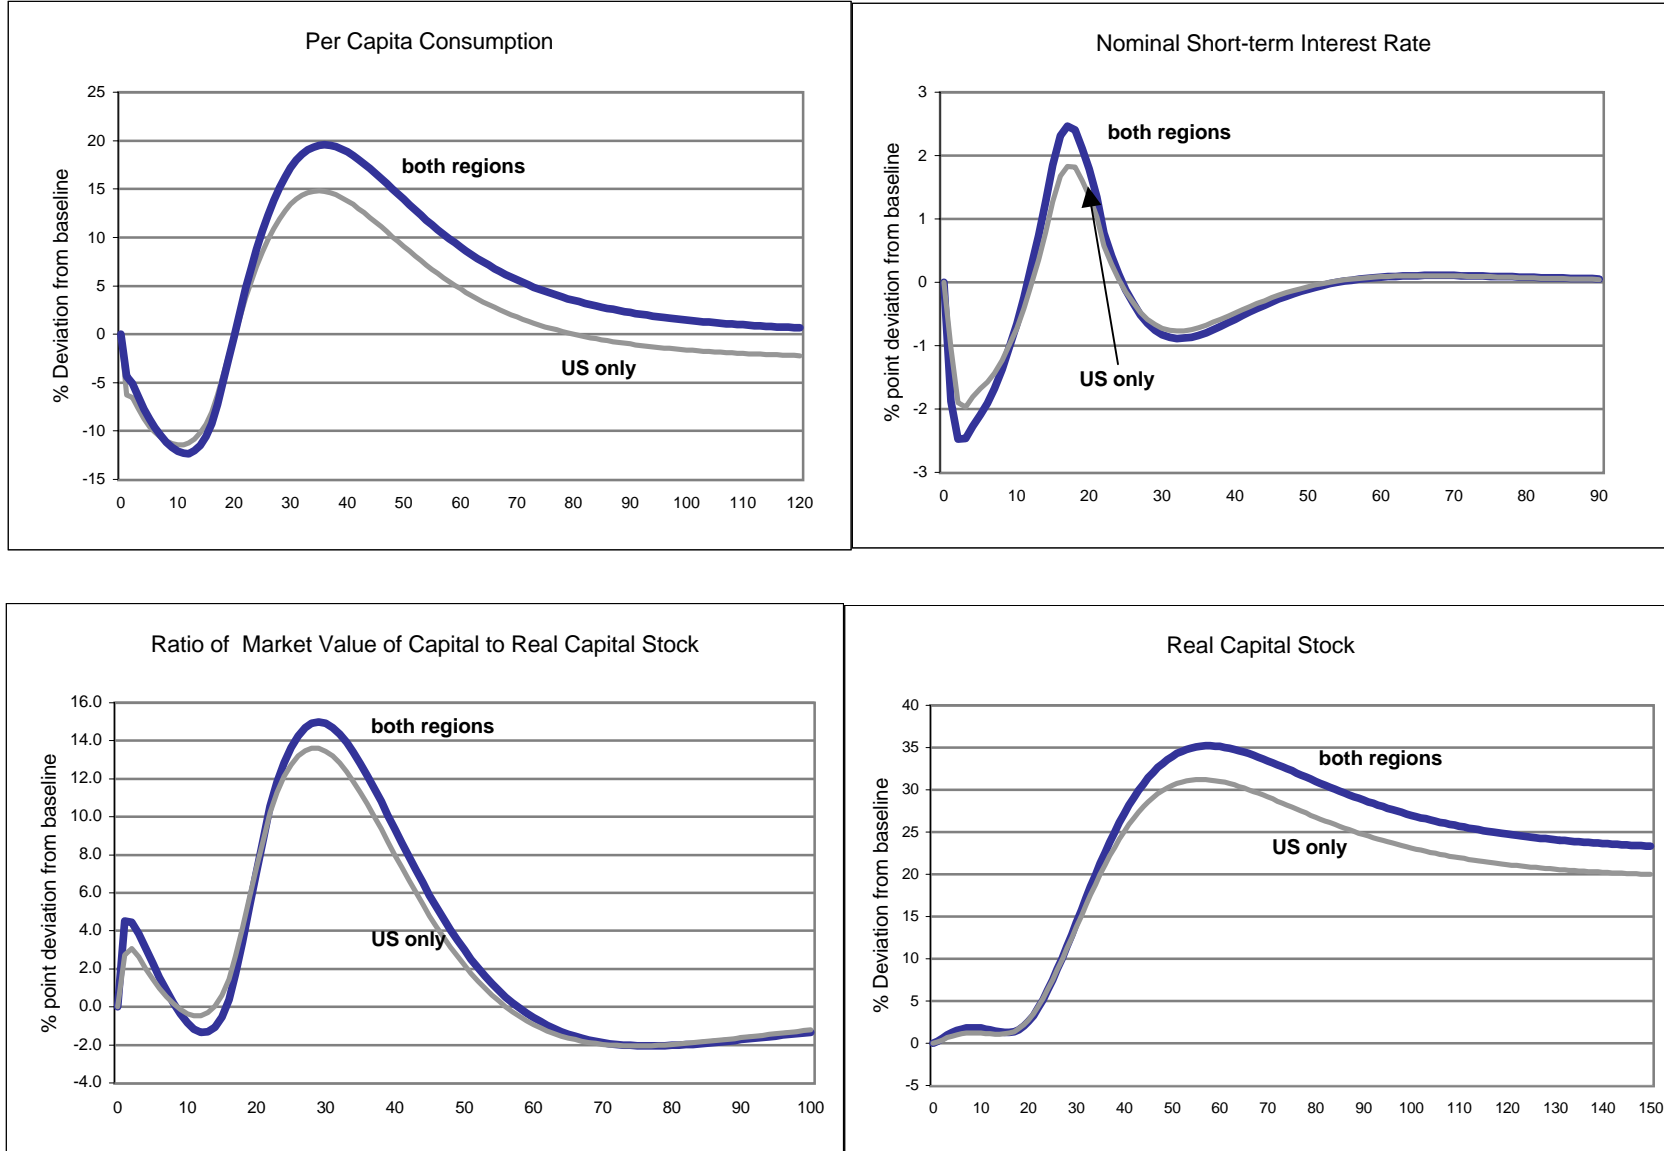 Per Capita Consumption
% Deviation from baseline
25
20
15
10
5
0
-5
-10
-15
both regions
US only
0 10 20 30 40 50 60 70 80 90 100 110 120
Nominal Short-term Interest Rate
% point deviation from baseline
3
2
1
0
-1
-2
-3
both regions
US only
0 10 20 30 40 50 60 70 80 90
Ratio of Market Value of Capital to Real Capital Stock
% point deviation from baseline
16.0
14.0
12.0
10.0
8.0
6.0
4.0
2.0
0.0
-2.0
-4.0
both regions
US only
0 10 20 30 40 50 60 70 80 90 100
Real Capital Stock
% Deviation from baseline
40
35
30
25
20
15
10
5
0
-5
both regions
US only
0 10 20 30 40 50 60 70 80 90 100 110 120 130 140 150